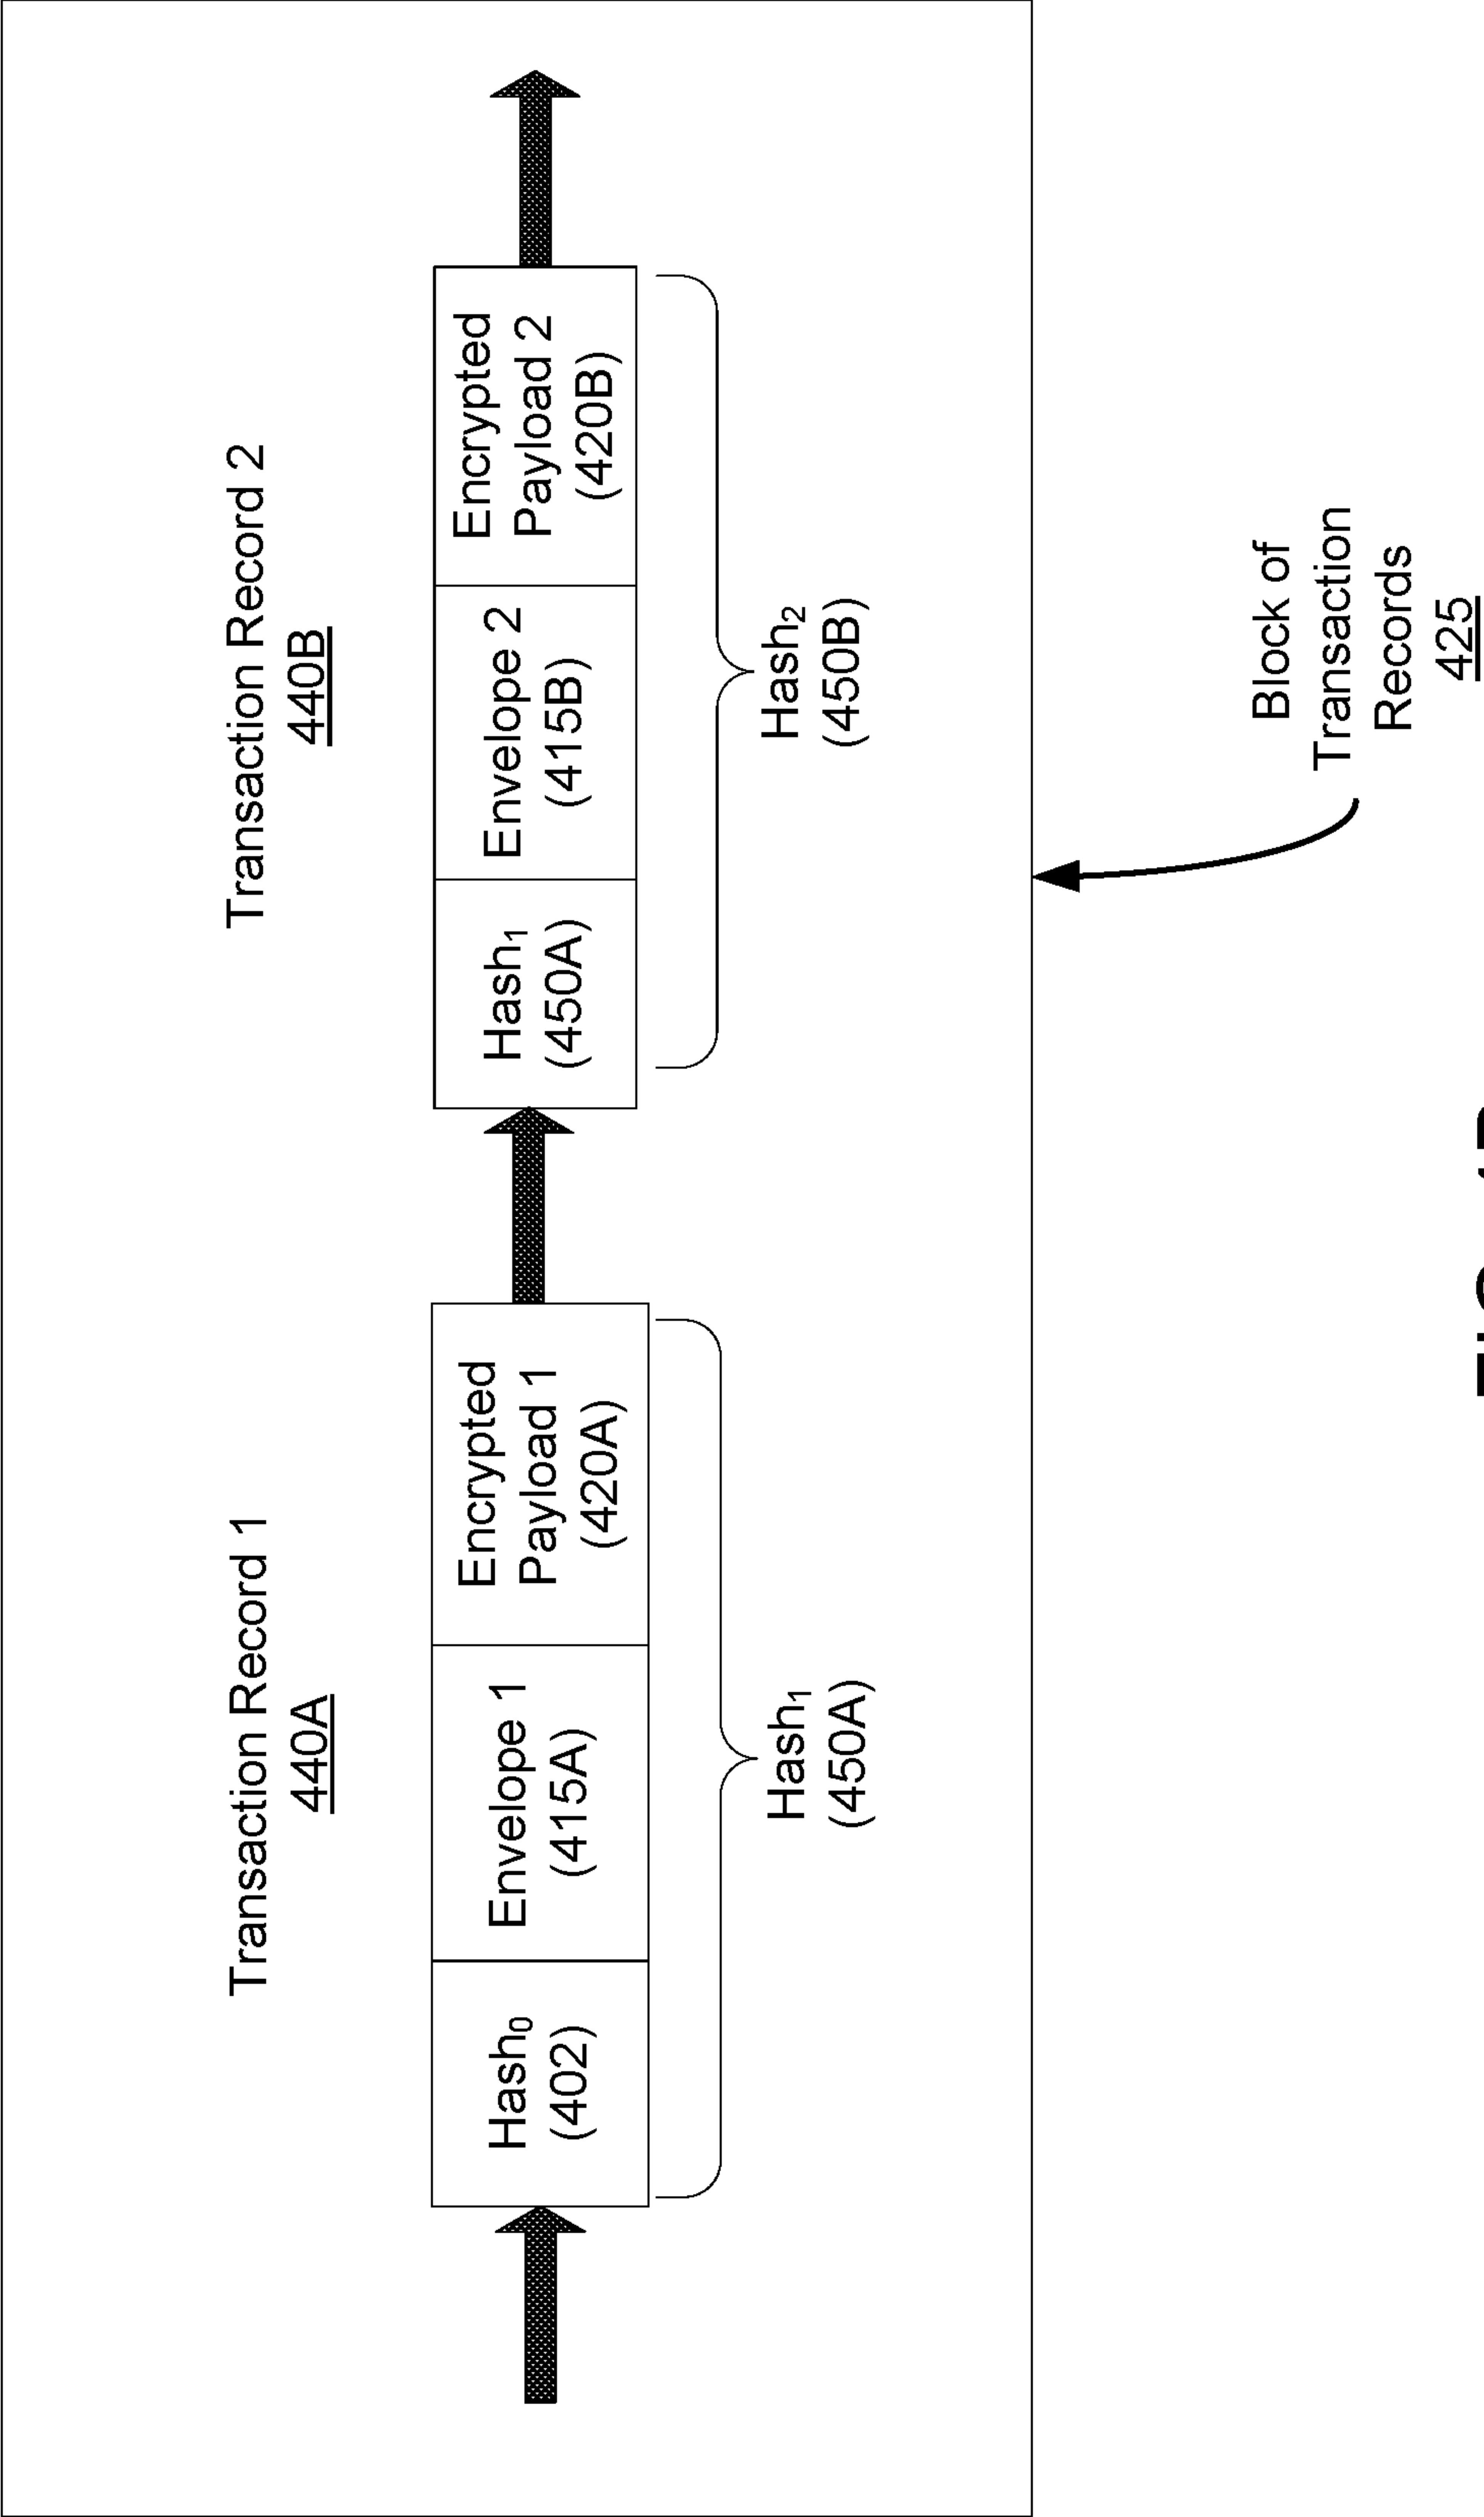 Transaction Record 1
440A
Hash₀
(402)
Envelope 1
(415A)
Encrypted
Payload 1
(420A)
Hash₁
(450A)
Transaction Record 2
440B
Hash₁
(450A)
Envelope 2
(415B)
Encrypted
Payload 2
(420B)
Hash₂
(450B)
Block of
Transaction
Records
425